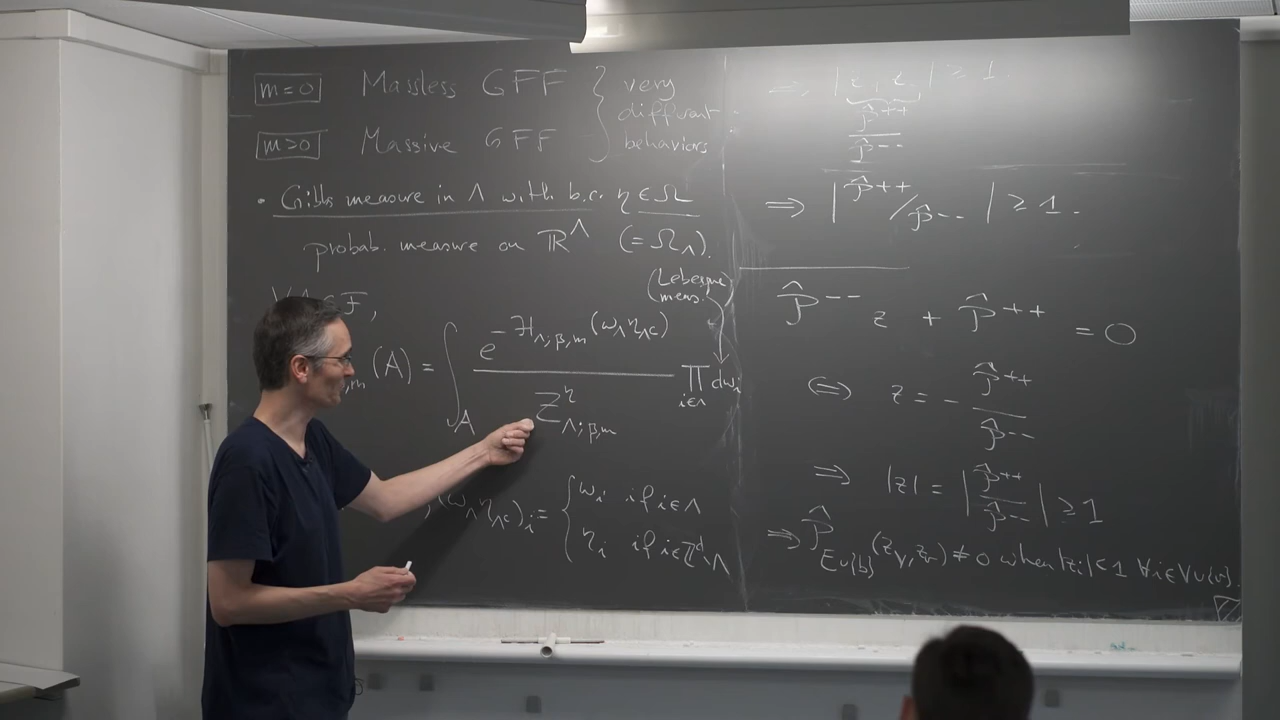 m=0 Massless GFF } very different behaviors
m>0 Massive GFF
• Gibbs measure in Λ with b.c. η∈Ω
probab. measure on ℝ^Λ (=Ω_Λ).
(Lebesgue meas.)
(A) = ∫_A e^{-ℋ_{Λ;β,m}(ω_Λ η_{Λ^c})} / Z^η_{Λ;β,m} ∏_{i∈Λ} dω_i
(ω_Λ η_{Λ^c})_i = { ω_i if i∈Λ
η_i if i∈ℤ^d\Λ
| ≥ 1.
P̂^{++} / P̂^{--}
⇒ | P̂^{++} / P̂^{--} | ≥ 1.
P̂^{--} z + P̂^{++} = 0
⇔ z = - P̂^{++} / P̂^{--}
⇒ |z| = | P̂^{++} / P̂^{--} | ≥ 1
⇒ P̂_{E∪{b}} (z_V, z_v) ≠ 0 when |z_i| < 1 ∀i∈V∪{v}.